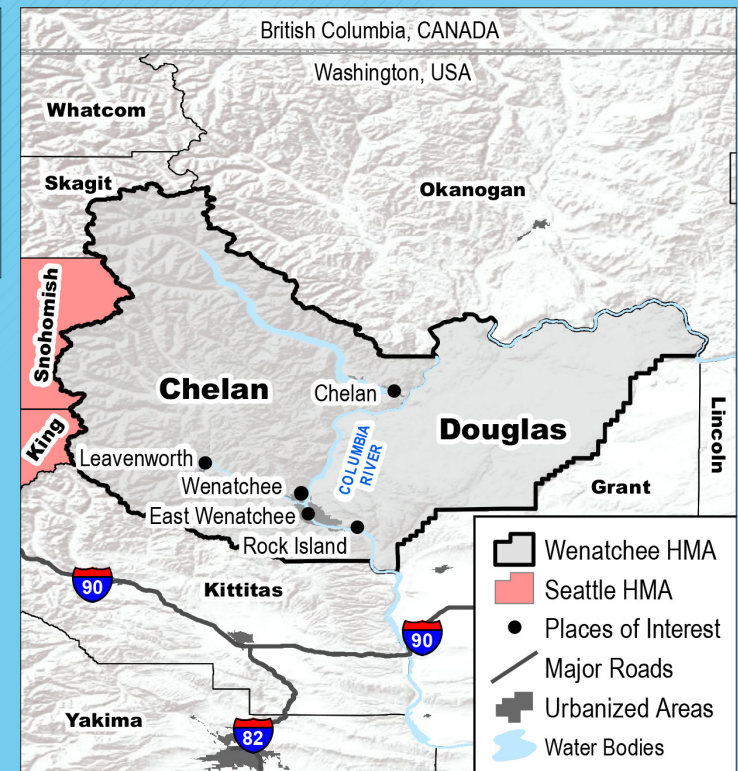 British Columbia, CANADA
Washington, USA
Whatcom
Skagit
Okanogan
Snohomish
Chelan
Chelan
Douglas
King
COLUMBIA
RIVER
Lincoln
Leavenworth
Wenatchee
Grant
East Wenatchee
Rock Island
Kittitas
90
90
Yakima
82
Wenatchee HMA
Seattle HMA
Places of Interest
Major Roads
Urbanized Areas
Water Bodies